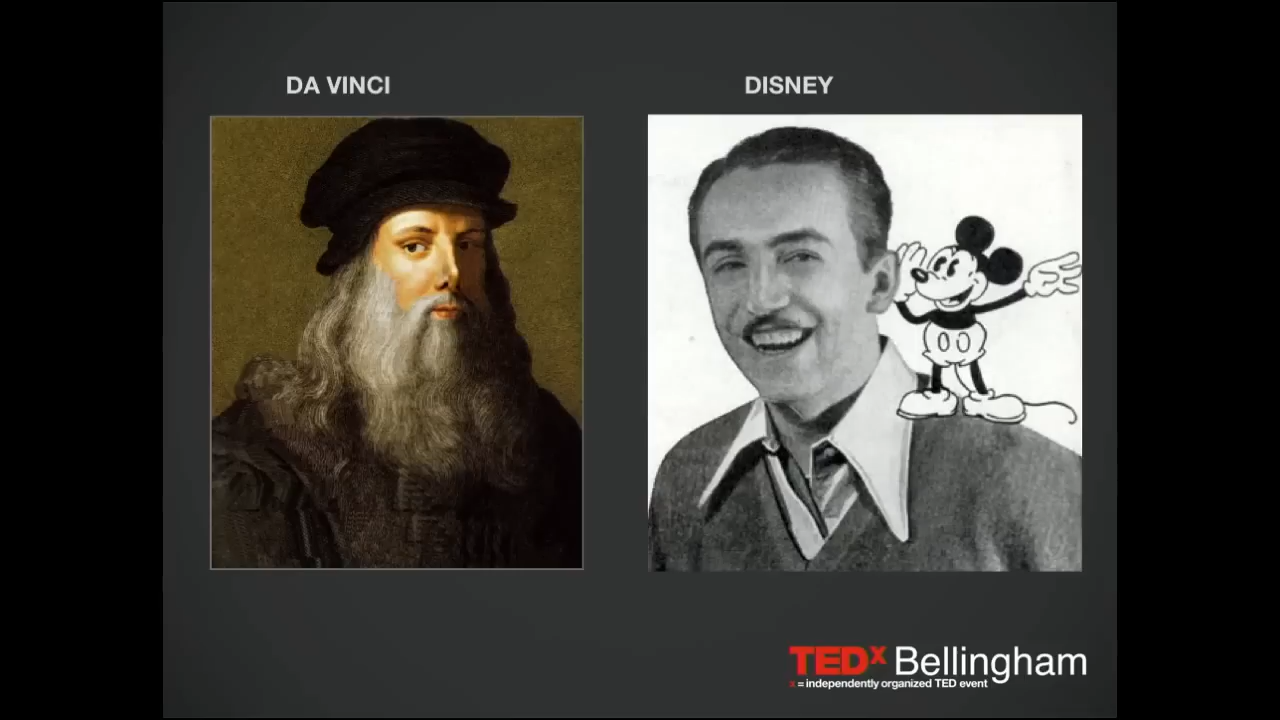 DA VINCI
DISNEY
TEDx Bellingham
x = independently organized TED event